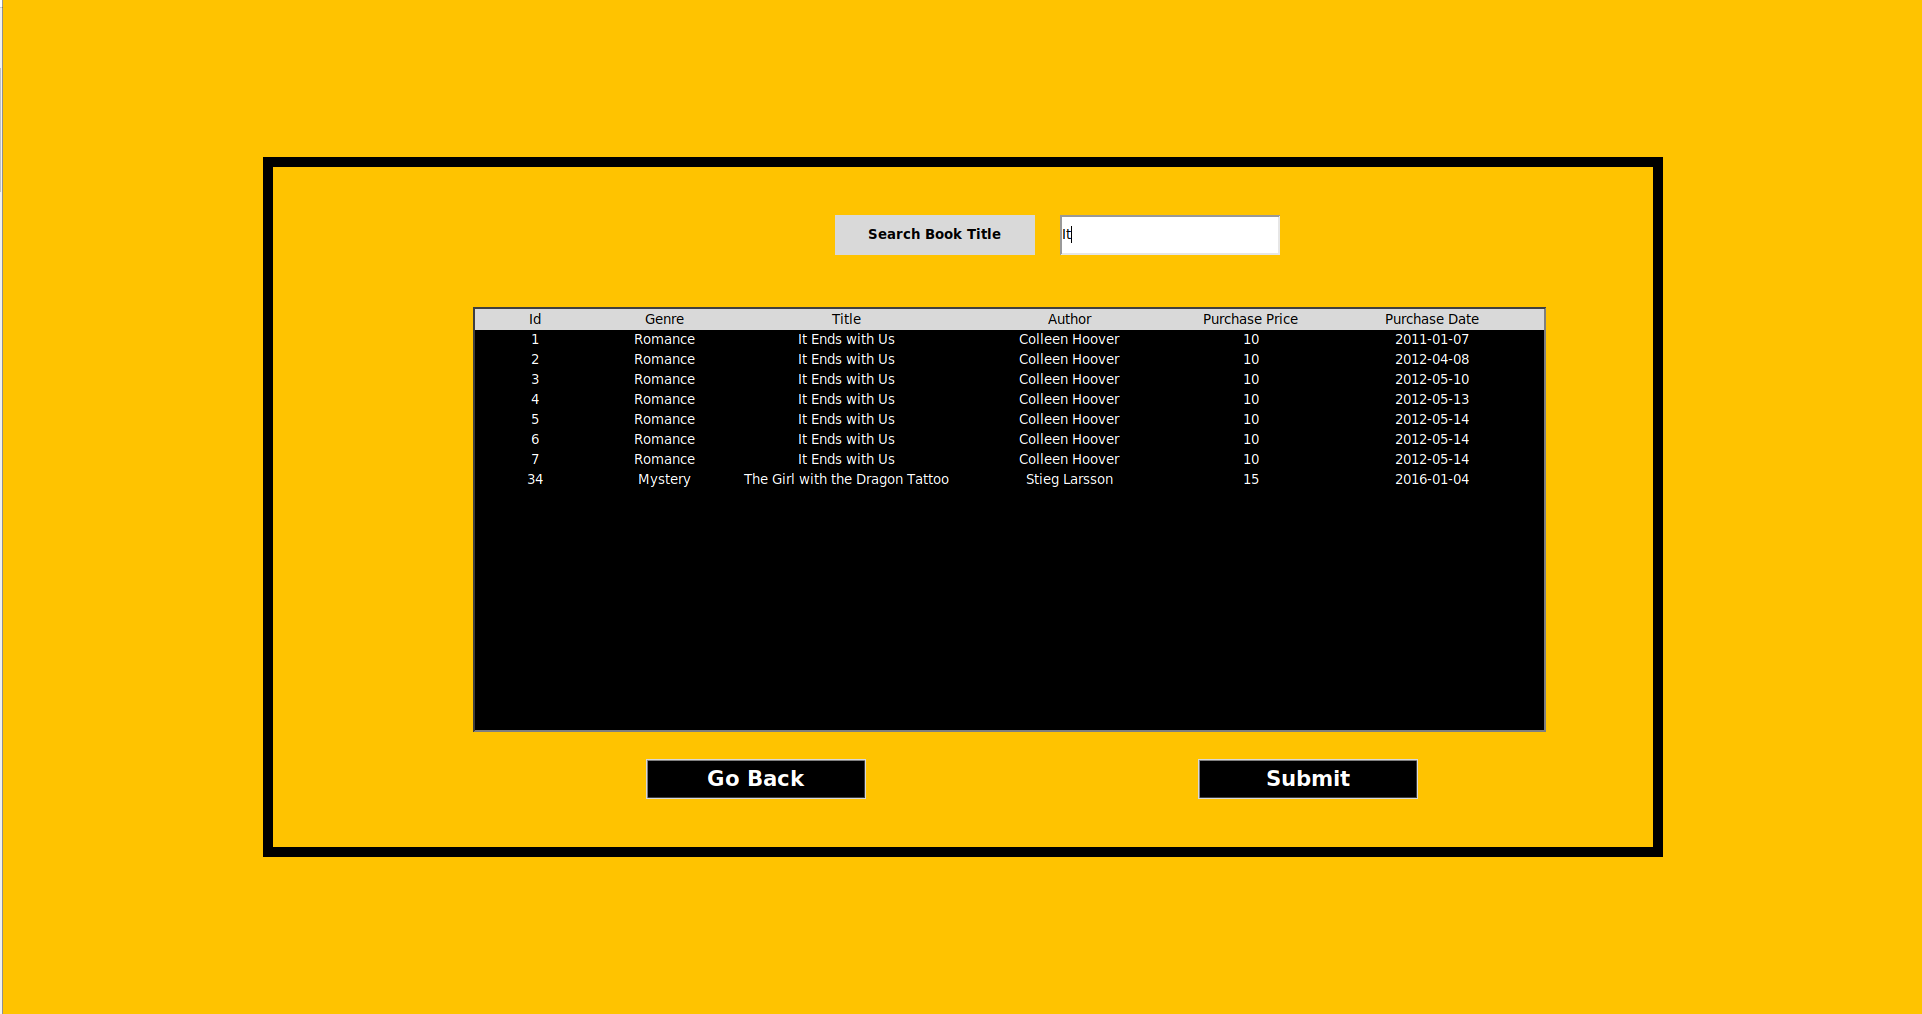 Search Book Title It
Id Genre Title Author Purchase Price Purchase Date
1 Romance It Ends with Us Colleen Hoover 10 2011-01-07
2 Romance It Ends with Us Colleen Hoover 10 2012-04-08
3 Romance It Ends with Us Colleen Hoover 10 2012-05-10
4 Romance It Ends with Us Colleen Hoover 10 2012-05-13
5 Romance It Ends with Us Colleen Hoover 10 2012-05-14
6 Romance It Ends with Us Colleen Hoover 10 2012-05-14
7 Romance It Ends with Us Colleen Hoover 10 2012-05-14
34 Mystery The Girl with the Dragon Tattoo Stieg Larsson 15 2016-01-04
Go Back Submit